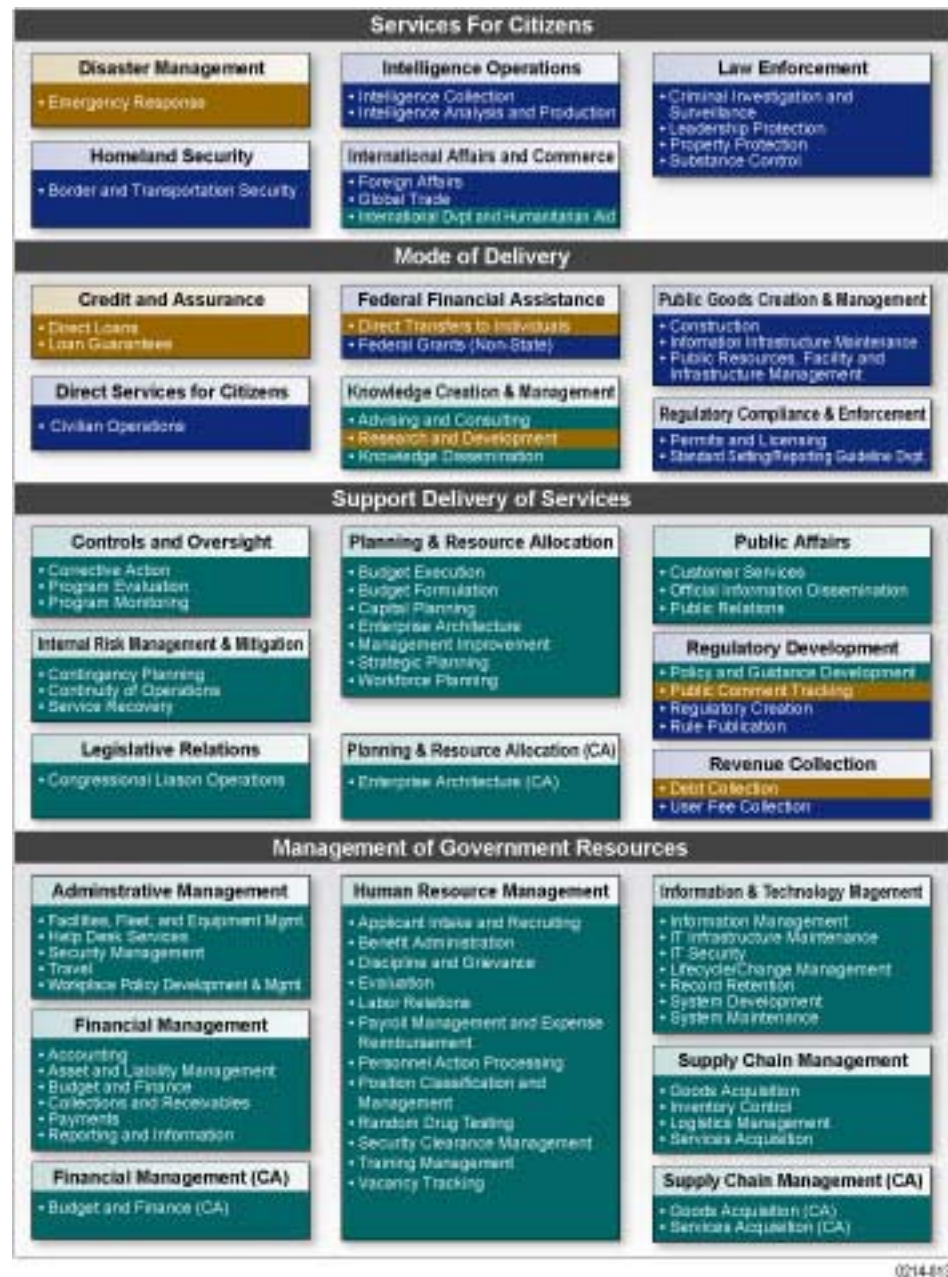 Services For Citizens
Disaster Management
• Emergency Response
Intelligence Operations
• Intelligence Collection
• Intelligence Analysis and Production
Law Enforcement
• Criminal Investigation and
Surveillance
• Leadership Protection
• Property Protection
• Substance Control
Homeland Security
• Border and Transportation Security
International Affairs and Commerce
• Foreign Affairs
• Global Trade
• International Dvpt and Humanitarian Aid
Mode of Delivery
Credit and Assurance
• Direct Loans
• Loan Guarantees
Federal Financial Assistance
• Direct Transfers to Individuals
• Federal Grants (Non-State)
Public Goods Creation & Management
• Construction
• Information Infrastructure Maintenance
• Public Resources, Facility and
Infrastructure Management
Direct Services for Citizens
• Civilian Operations
Knowledge Creation & Management
• Advising and Consulting
• Research and Development
• Knowledge Dissemination
Regulatory Compliance & Enforcement
• Permits and Licensing
• Standard Setting/Reporting Guideline Dvpt.
Support Delivery of Services
Controls and Oversight
• Corrective Action
• Program Evaluation
• Program Monitoring
Planning & Resource Allocation
• Budget Execution
• Budget Formulation
• Capital Planning
• Enterprise Architecture
• Management Improvement
• Strategic Planning
• Workforce Planning
Public Affairs
• Customer Services
• Official Information Dissemination
• Public Relations
Internal Risk Management & Mitigation
• Contingency Planning
• Continuity of Operations
• Service Recovery
Regulatory Development
• Policy and Guidance Development
• Public Comment Tracking
• Regulatory Creation
• Rule Publication
Legislative Relations
• Congressional Liason Operations
Planning & Resource Allocation (CA)
• Enterprise Architecture (CA)
Revenue Collection
• Debt Collection
• User Fee Collection
Management of Government Resources
Adminstrative Management
• Facilities, Fleet, and Equipment Mgmt.
• Help Desk Services
• Security Management
• Travel
• Workplace Policy Development & Mgmt.
Human Resource Management
• Applicant Intake and Recruiting
• Benefit Administration
• Discipline and Grievance
• Evaluation
• Labor Relations
• Payroll Management and Expense
Reimbursement
• Personnel Action Processing
• Position Classification and
Management
• Random Drug Testing
• Security Clearance Management
• Training Management
• Vacancy Tracking
Information & Technology Magement
• Information Management
• IT Infrastructure Maintenance
• IT Security
• Lifecycle/Change Management
• Record Retention
• System Development
• System Maintenance
Financial Management
• Accounting
• Asset and Liability Management
• Budget and Finance
• Collections and Receivables
• Payments
• Reporting and Information
Supply Chain Management
• Goods Acquisition
• Inventory Control
• Logistics Management
• Services Acquisition
Financial Management (CA)
• Budget and Finance (CA)
Supply Chain Management (CA)
• Goods Acquisition (CA)
• Services Acquisition (CA)